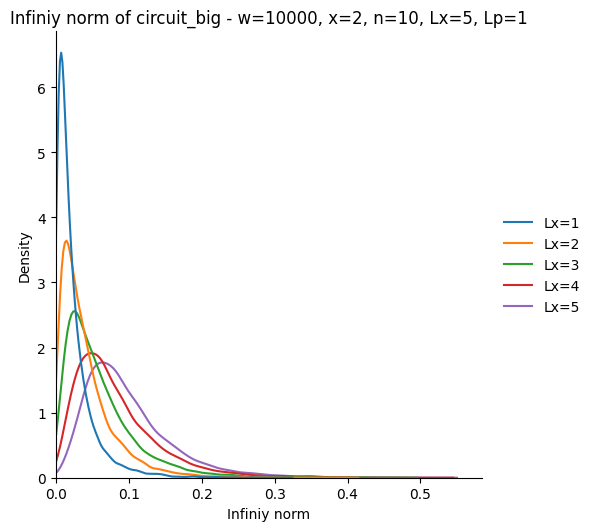 Infiniy norm of circuit_big - w=10000, x=2, n=10, Lx=5, Lp=1
Density
6
5
4
3
2
1
0
0.0 0.1 0.2 0.3 0.4 0.5
Infiniy norm
Lx=1
Lx=2
Lx=3
Lx=4
Lx=5